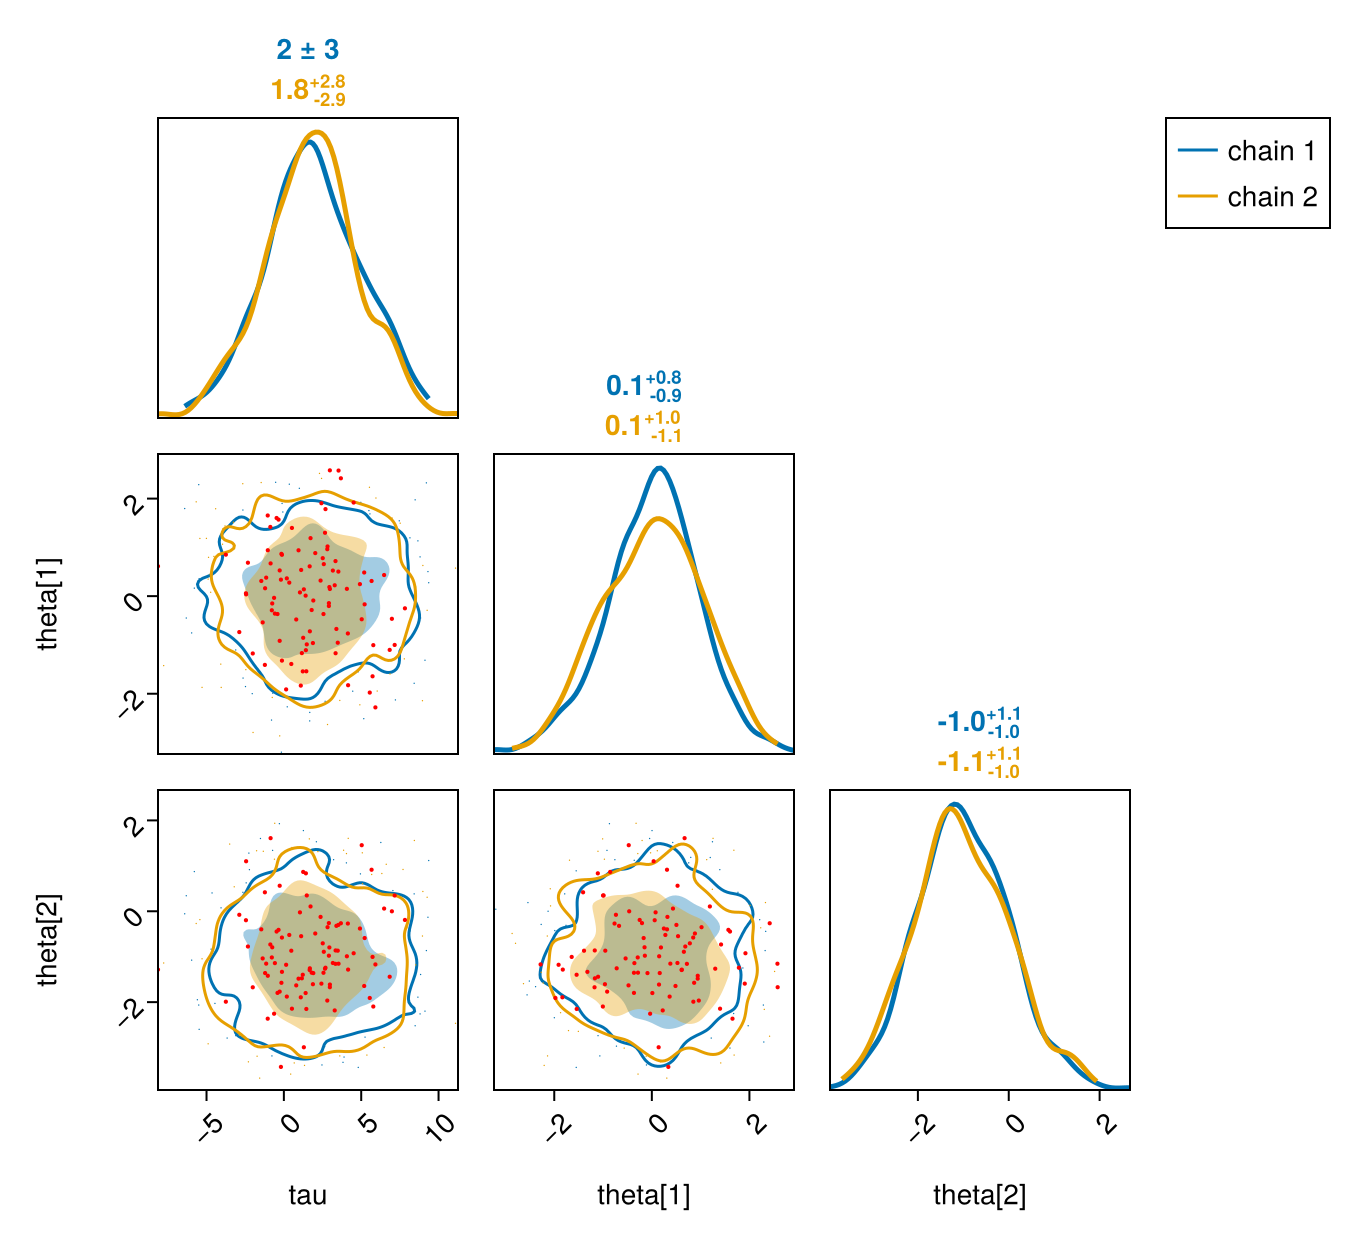 2 ± 3
1.8+2.8-2.9
chain 1
chain 2
0.1+0.8-0.9
0.1+1.0-1.1
2
0
-2
theta[1]
-1.0+1.1-1.0
-1.1+1.1-1.0
2
0
-2
theta[2]
-5 0 5 10
-2 0 2
-2 0 2
tau
theta[1]
theta[2]